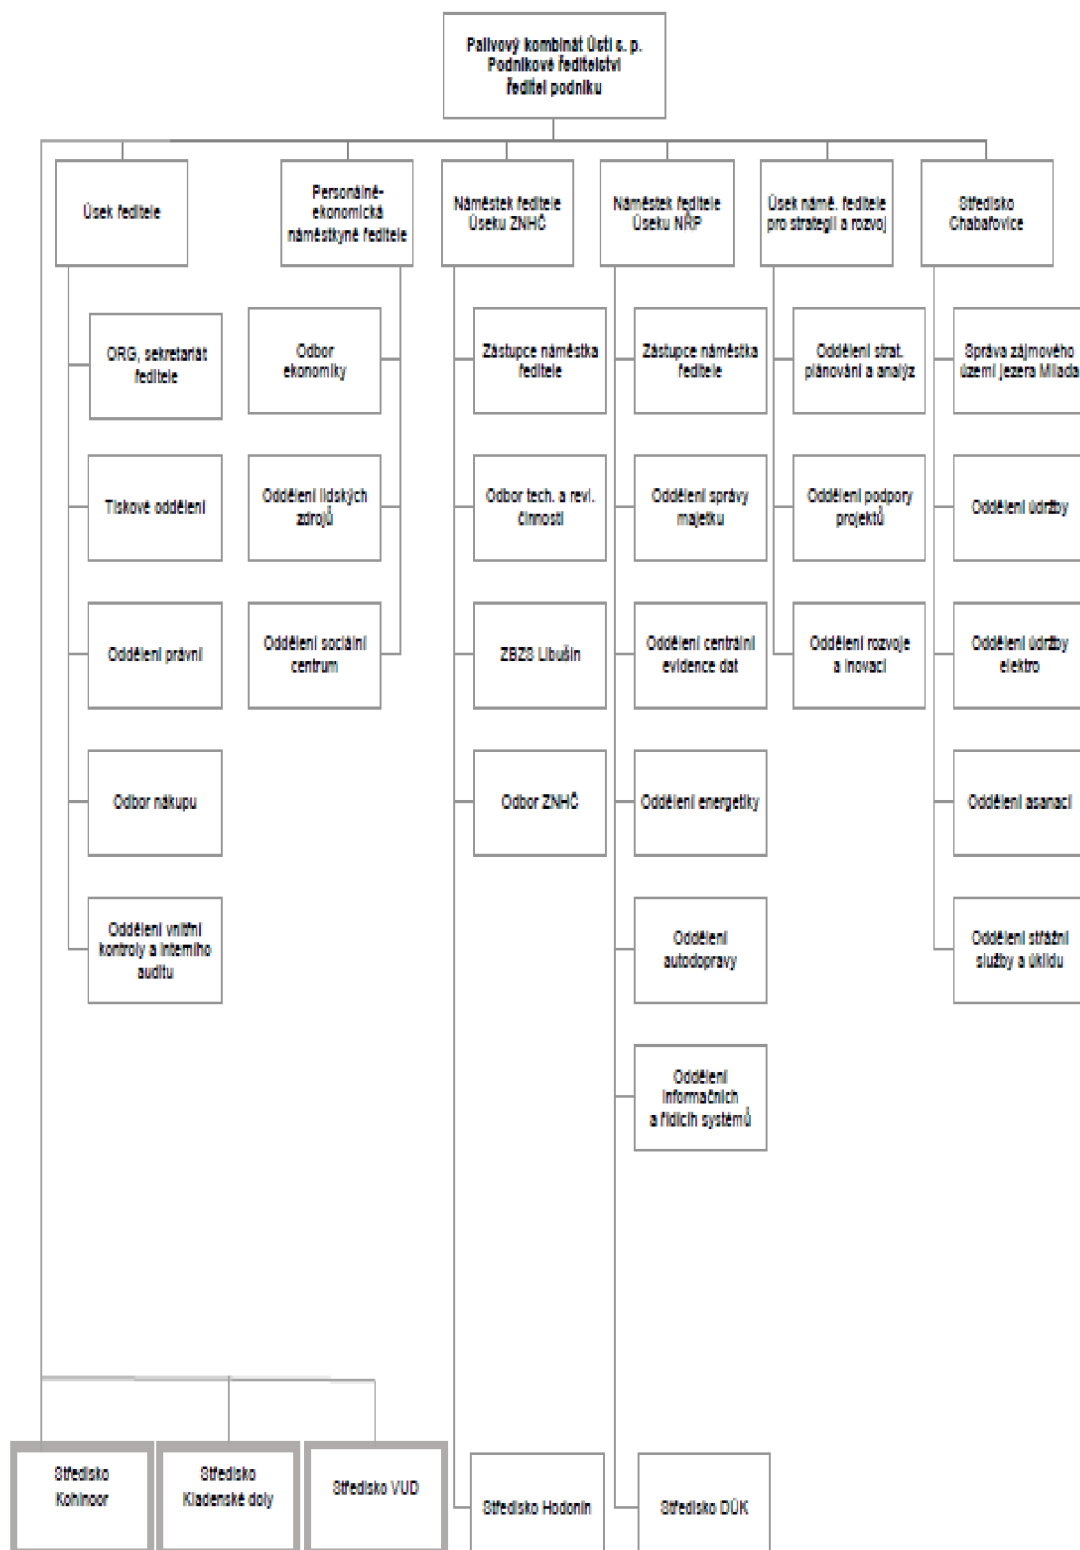 Palivový kombinát Ústí s. p.
Podnikové ředitelství
ředitel podniku
Úsek ředitele
Personálně-
ekonomická
náměstkyně ředitele
Náměstek ředitele
Úseku ZNHČ
Náměstek ředitele
Úseku NŘP
Úsek námě. ředitele
pro strategii a rozvoj
Středisko
Chabařovice
ORG, sekretariát
ředitele
Odbor
ekonomiky
Zástupce náměstka
ředitele
Zástupce náměstka
ředitele
Oddělení strat.
plánování a analýz
Správa zájmového
území jezera Milada
Tiskové oddělení
Oddělení lidských
zdrojů
Odbor tech. a revi.
činností
Oddělení správy
majetku
Oddělení podpory
projektů
Oddělení údržby
Oddělení právní
Oddělení sociální
centrum
ZBZS Libušín
Oddělení centrální
evidence dat
Oddělení rozvoje
a inovací
Oddělení údržby
elektro
Odbor nákupu
Odbor ZNHČ
Oddělení energetiky
Oddělení asanací
Oddělení vnitřní
kontroly a interního
auditu
Oddělení
autodopravy
Oddělení strážní
služby a úklidu
Oddělení
informačních
a řídicích systémů
Středisko
Kohinoor
Středisko
Kladenské doly
Středisko VUD
Středisko Hodonín
Středisko DÚK